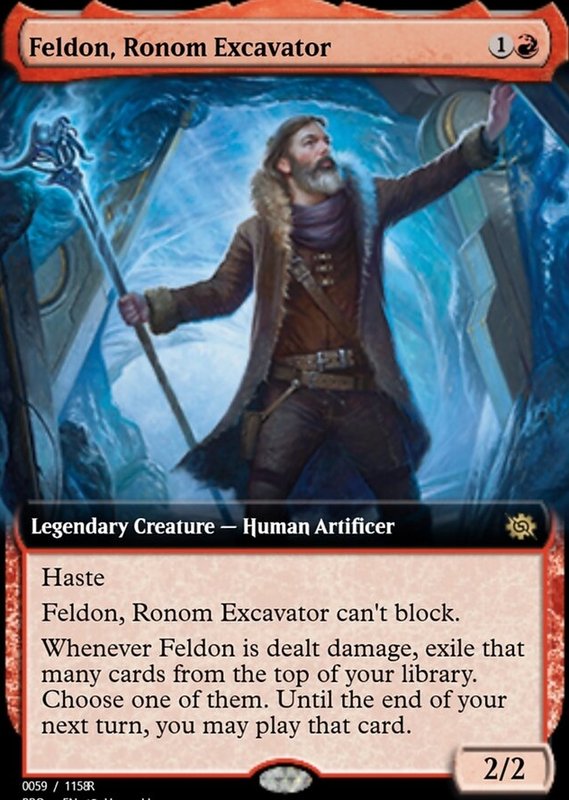 Feldon, Ronom Excavator 1
Legendary Creature — Human Artificer
Haste
Feldon, Ronom Excavator can't block.
Whenever Feldon is dealt damage, exile that
many cards from the top of your library.
Choose one of them. Until the end of your
next turn, you may play that card.
2/2
0059 / 1158R